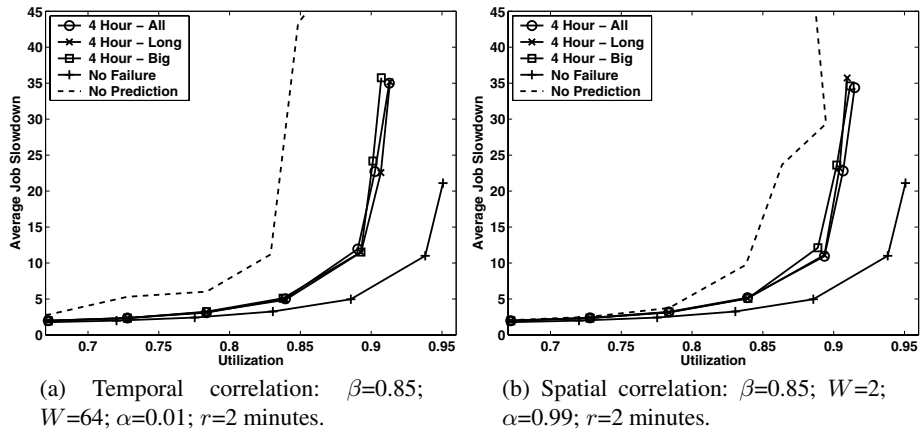 45
40
35
30
25
20
15
10
5
0
Average Job Slowdown
4 Hour – All
4 Hour – Long
4 Hour – Big
No Failure
No Prediction
0.7 0.75 0.8 0.85 0.9 0.95
Utilization
(a) Temporal correlation: β=0.85;
W=64; α=0.01; r=2 minutes.
45
40
35
30
25
20
15
10
5
0
Average Job Slowdown
4 Hour – All
4 Hour – Long
4 Hour – Big
No Failure
No Prediction
0.7 0.75 0.8 0.85 0.9 0.95
Utilization
(b) Spatial correlation: β=0.85; W=2;
α=0.99; r=2 minutes.